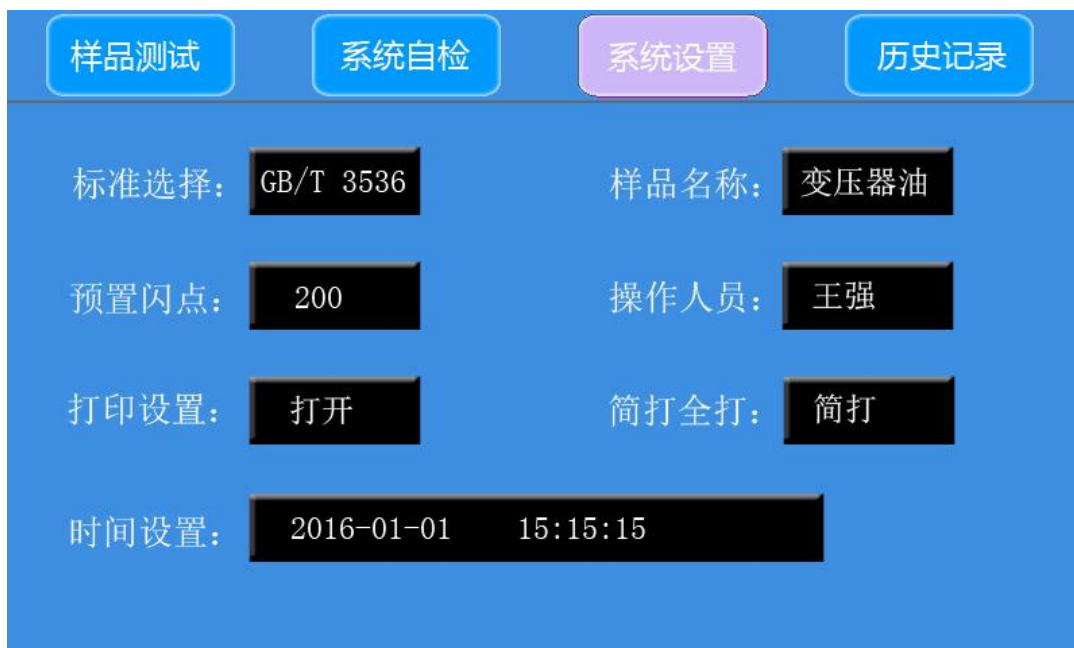 样品测试 系统自检 系统设置 历史记录
标准选择： GB/T 3536 样品名称： 变压器油
预置闪点： 200 操作人员： 王强
打印设置： 打开 简打全打： 简打
时间设置： 2016-01-01 15:15:15